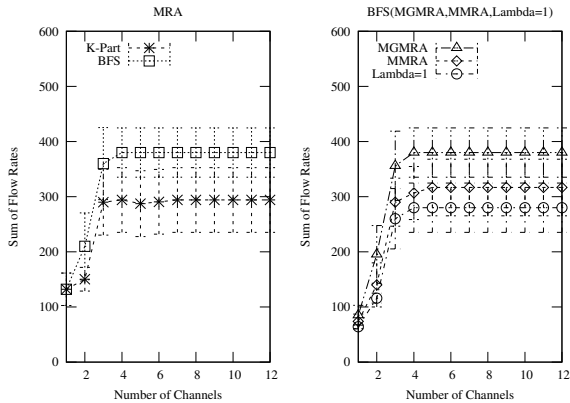 MRA
K-Part
BFS
600
500
400
300
200
100
0
2
4
6
8
10
12
Sum of Flow Rates
Number of Channels
BFS(MGMRA,MMRA,Lambda=1)
MGMRA
MMRA
Lambda=1
600
500
400
300
200
100
0
2
4
6
8
10
12
Sum of Flow Rates
Number of Channels